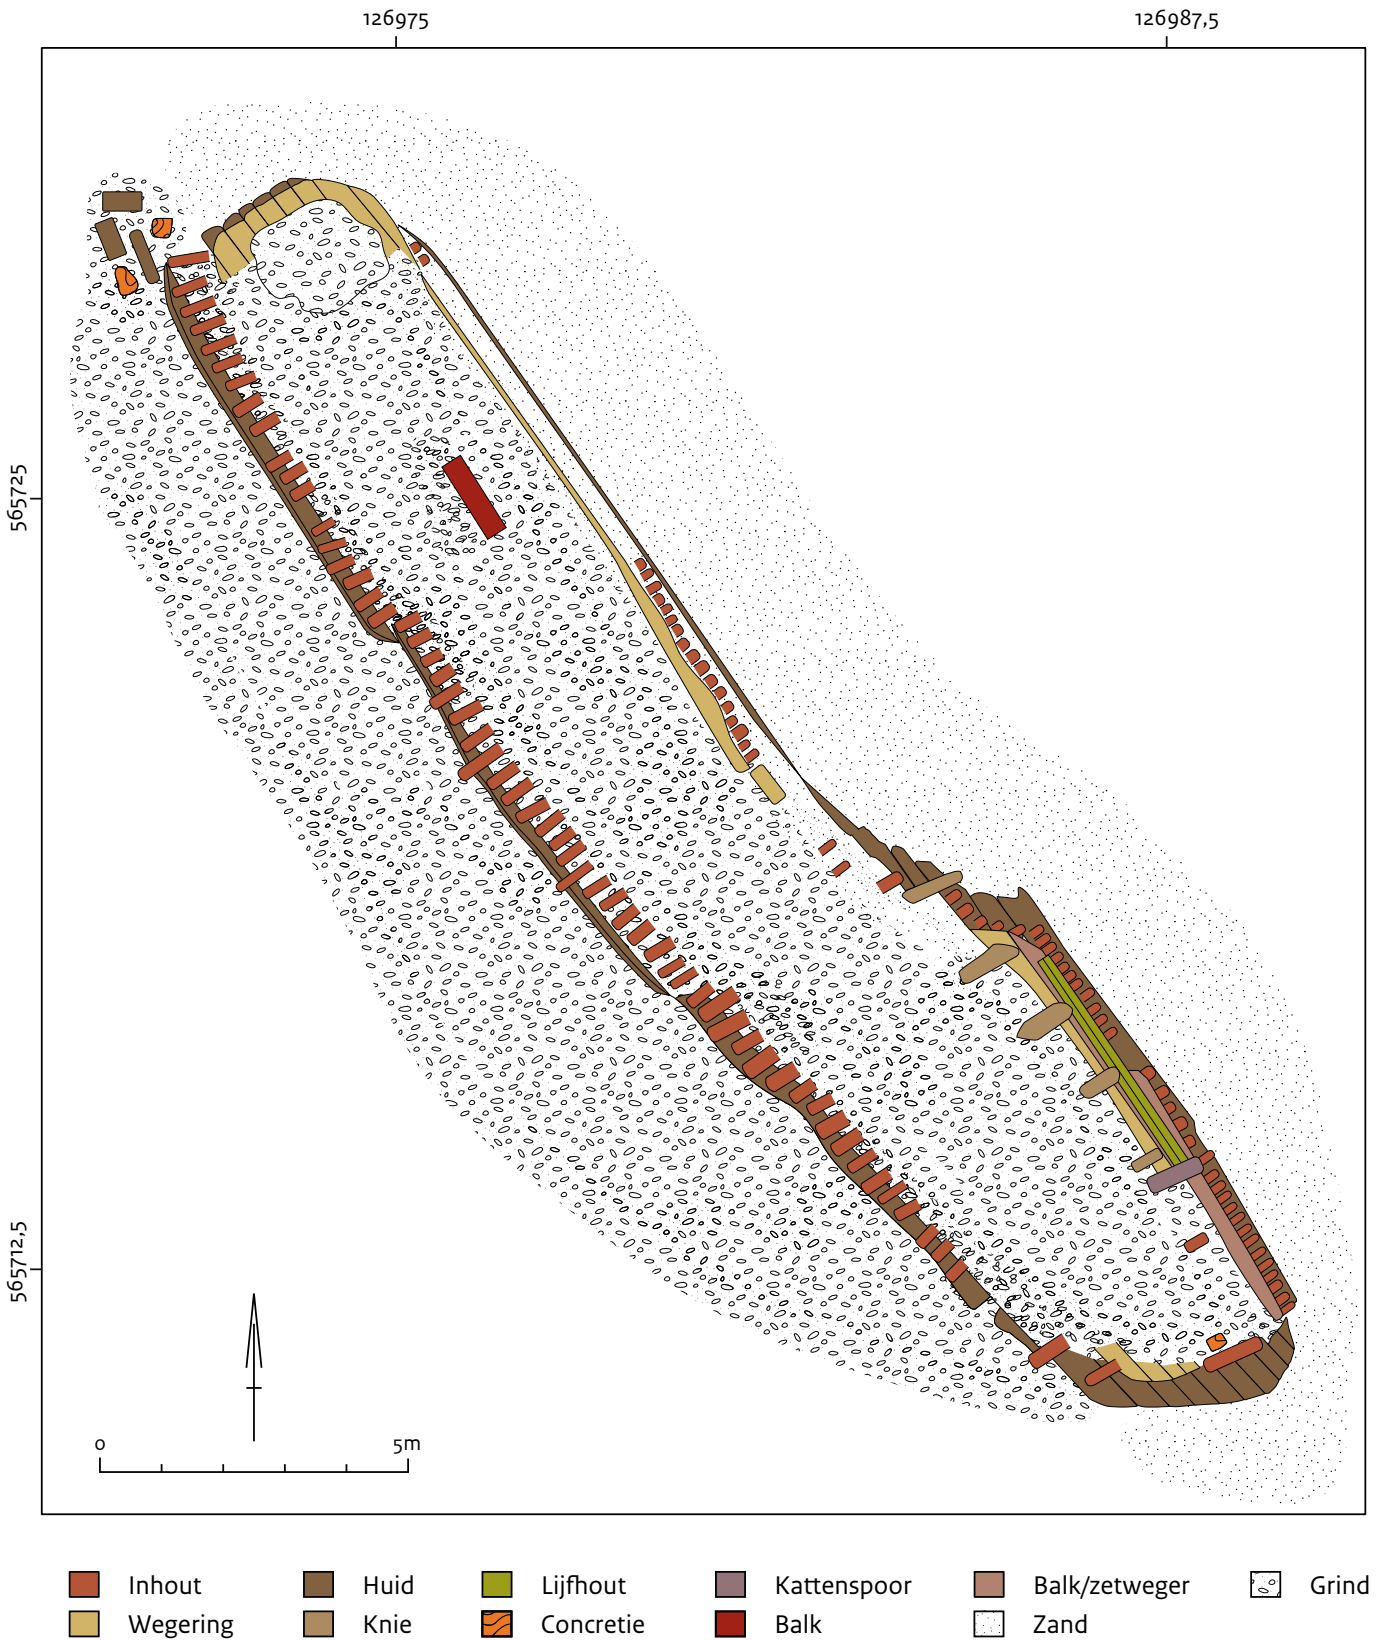 126975 126987,5
565725
565712,5
0 5m
Inhout Huid Lijfhout Kattenspoor Balk/zetweger Grind
Wegering Knie Concretie Balk Zand